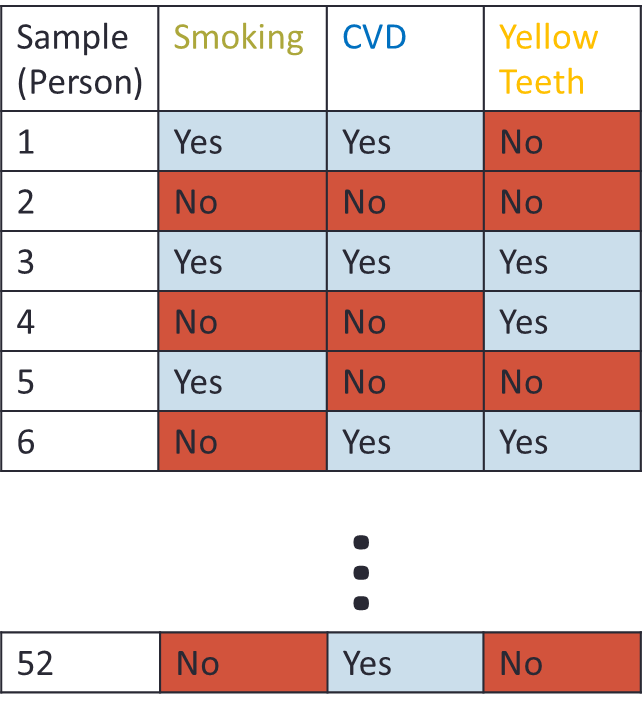 Sample (Person) Smoking CVD Yellow Teeth
1 Yes Yes No
2 No No No
3 Yes Yes Yes
4 No No Yes
5 Yes No No
6 No Yes Yes
52 No Yes No